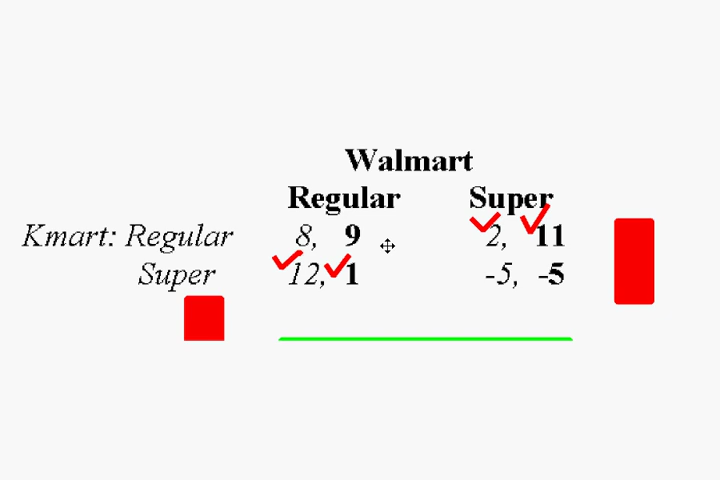 Walmart
Regular Super
Kmart: Regular 8, 9 2, 11
Super 12, 1 -5, -5